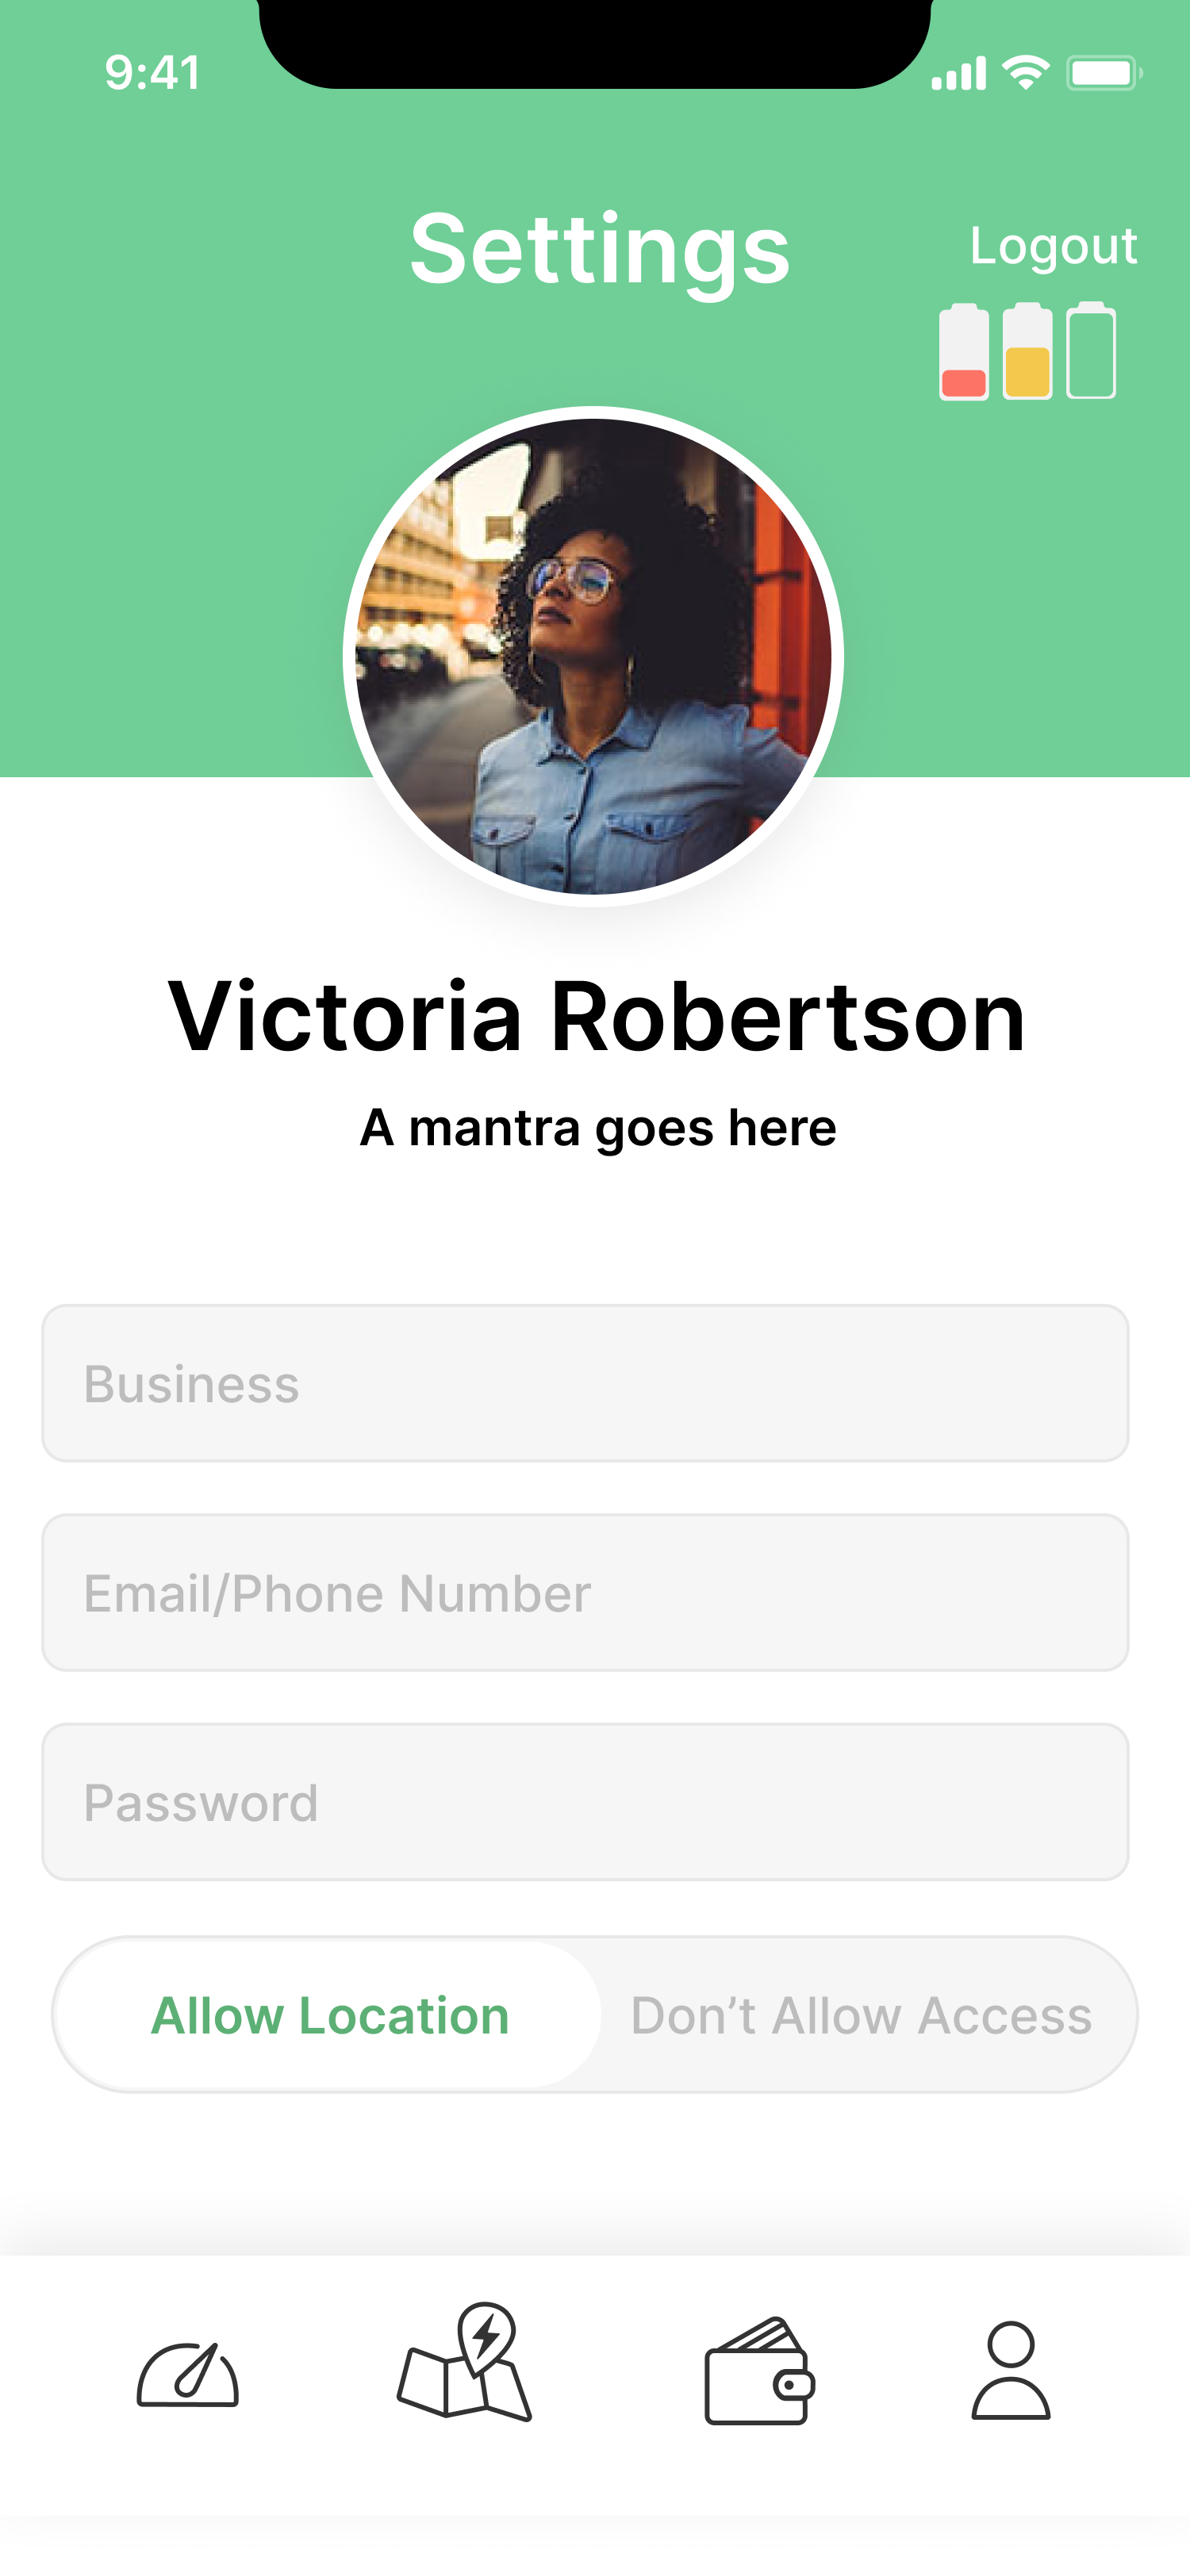 9:41
Settings
Logout
Victoria Robertson
A mantra goes here
Business
Email/Phone Number
Password
Allow Location
Don’t Allow Access